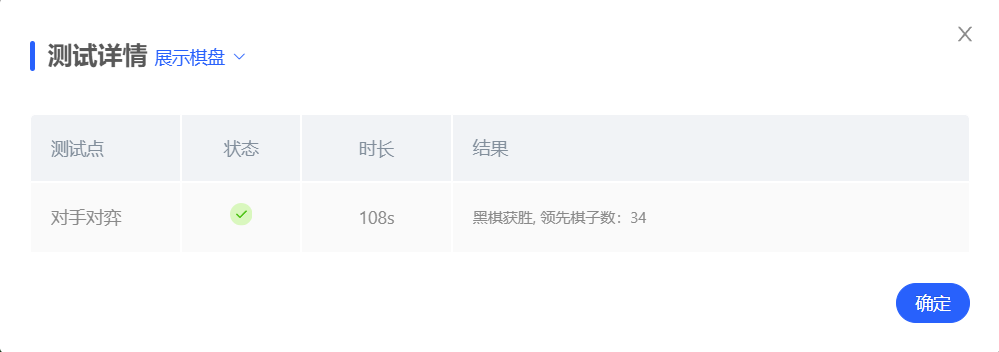 测试详情 展示棋盘
测试点 状态 时长 结果
对手对弈 108s 黑棋获胜, 领先棋子数：34
确定